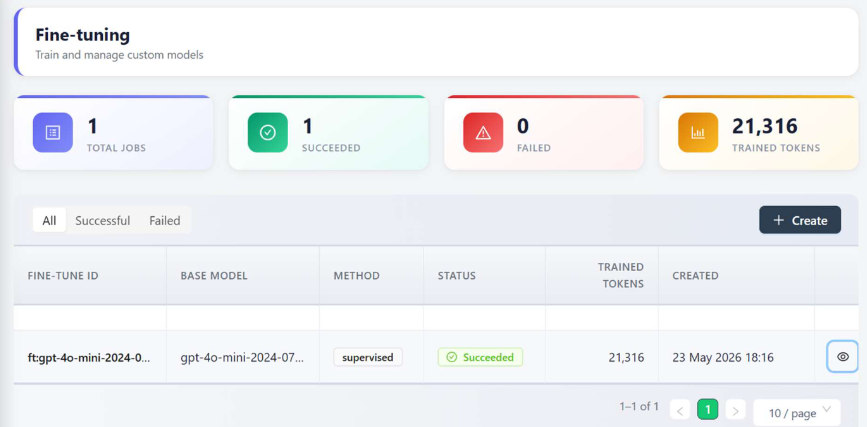 Fine-tuning
Train and manage custom models
1
TOTAL JOBS
1
SUCCEEDED
0
FAILED
21,316
TRAINED TOKENS
All Successful Failed
+ Create
FINE-TUNE ID BASE MODEL METHOD STATUS TRAINED TOKENS CREATED
ft:gpt-4o-mini-2024-0... gpt-4o-mini-2024-07... supervised Succeeded 21,316 23 May 2026 18:16
1–1 of 1 < 1 > 10 / page